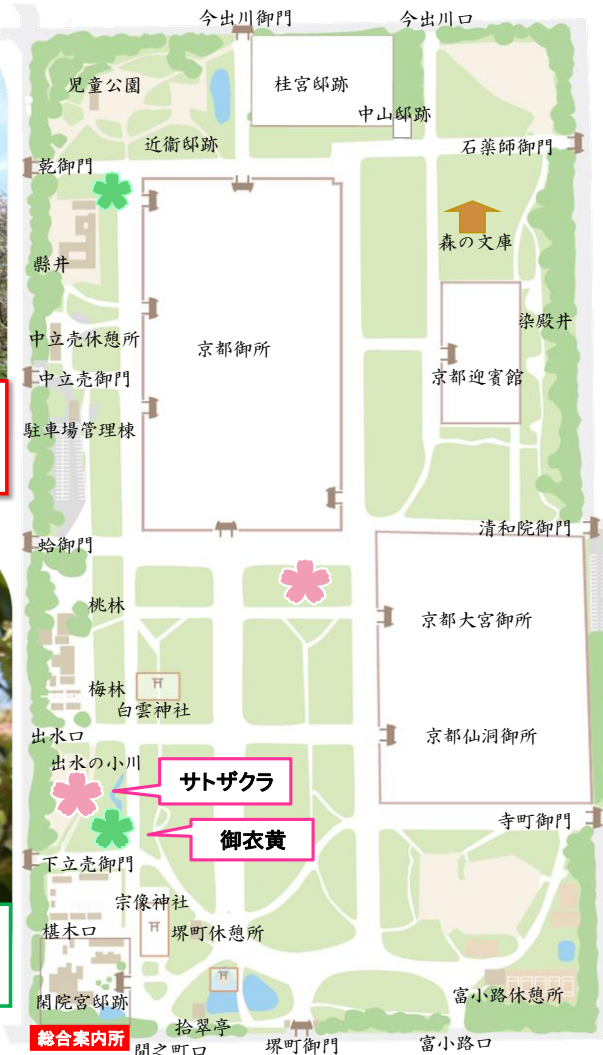 今出川御門
今出川口
児童公園
桂宮邸跡
中山邸跡
近衞邸跡
石薬師御門
乾御門
森の文庫
縣井
染殿井
中立売休憩所
京都御所
中立売御門
京都迎賓館
駐車場管理棟
清和院御門
蛤御門
桃林
京都大宮御所
梅林
白雲神社
出水口
京都仙洞御所
出水の小川
サトザクラ
寺町御門
御衣黄
下立売御門
宗像神社
椹木口
堺町休憩所
閑院宮邸跡
富小路休憩所
総合案内所
拾翠亭
間之町口
堺町御門
富小路口